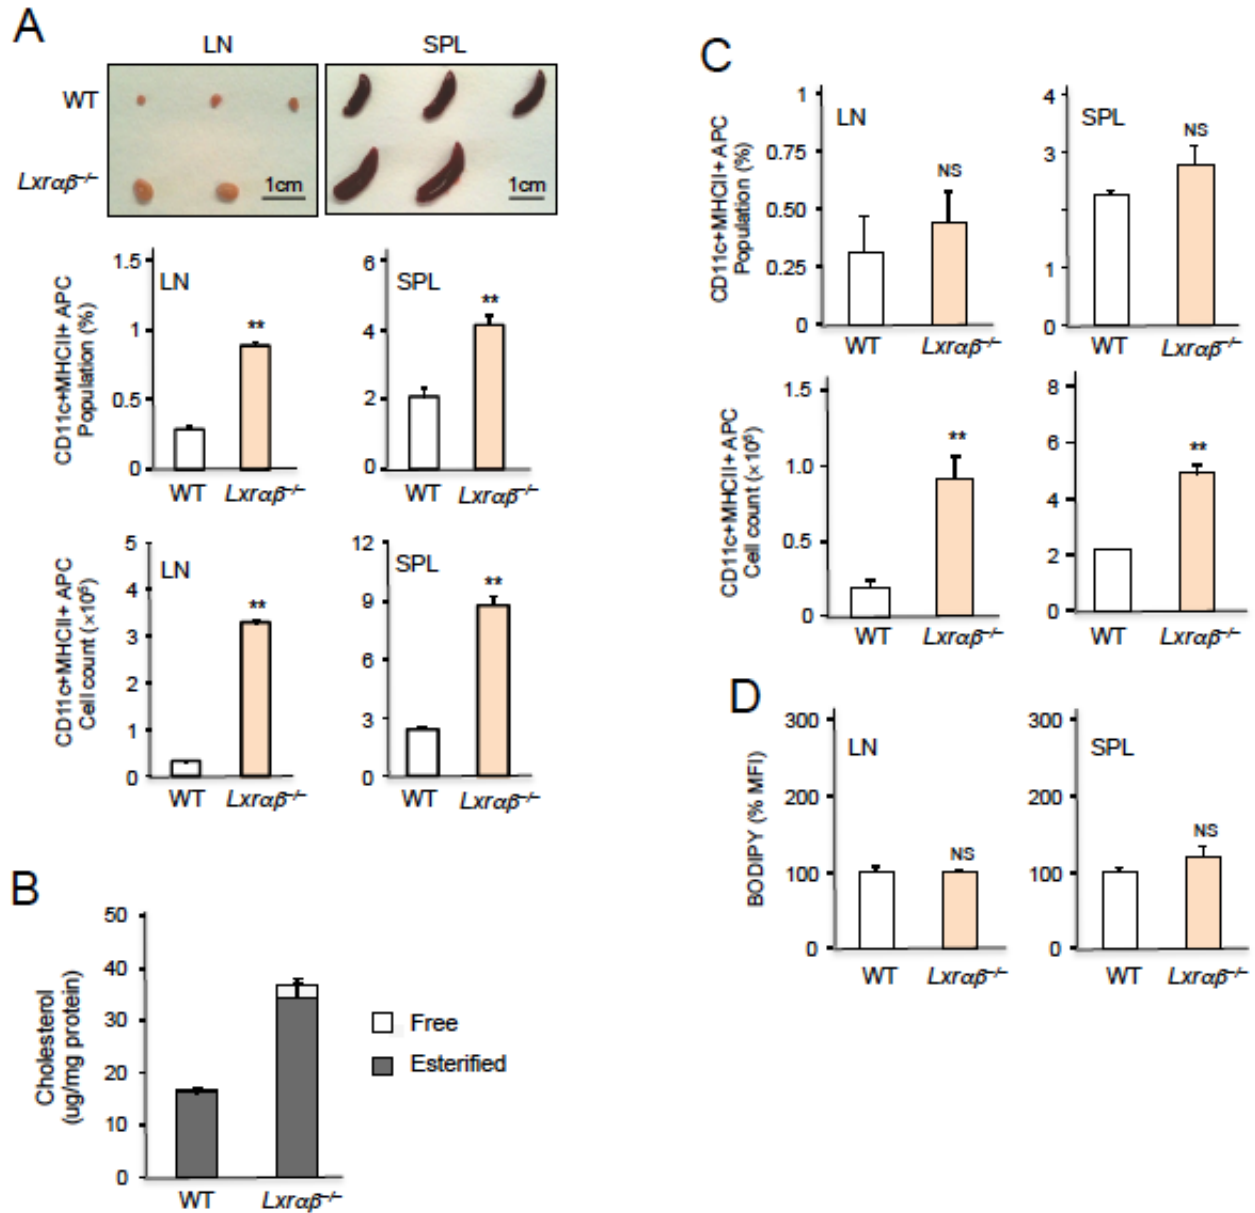 A
LN
SPL
WT
Lxrαβ⁻/⁻
1cm
1cm
CD11c+MHCII+ APC
Population (%)
1.5
1
0.5
0
LN
**
WT
Lxrαβ⁻/⁻
6
4
2
0
SPL
**
WT
Lxrαβ⁻/⁻
CD11c+MHCII+ APC
Cell count (×10⁶)
5
4
3
2
1
0
LN
**
WT
Lxrαβ⁻/⁻
12
9
6
3
0
SPL
**
WT
Lxrαβ⁻/⁻
B
Cholesterol
(ug/mg protein)
50
40
30
20
10
0
WT
Lxrαβ⁻/⁻
Free
Esterified
C
CD11c+MHCII+ APC
Population (%)
1
0.75
0.50
0.25
0
LN
NS
WT
Lxrαβ⁻/⁻
4
3
1
0
SPL
NS
WT
Lxrαβ⁻/⁻
CD11c+MHCII+ APC
Cell count (×10⁶)
1.5
1.0
0.5
0
**
WT
Lxrαβ⁻/⁻
8
6
4
2
0
**
WT
Lxrαβ⁻/⁻
D
BODIPY (% MFI)
300
200
100
0
LN
NS
WT
Lxrαβ⁻/⁻
300
200
100
0
SPL
NS
WT
Lxrαβ⁻/⁻